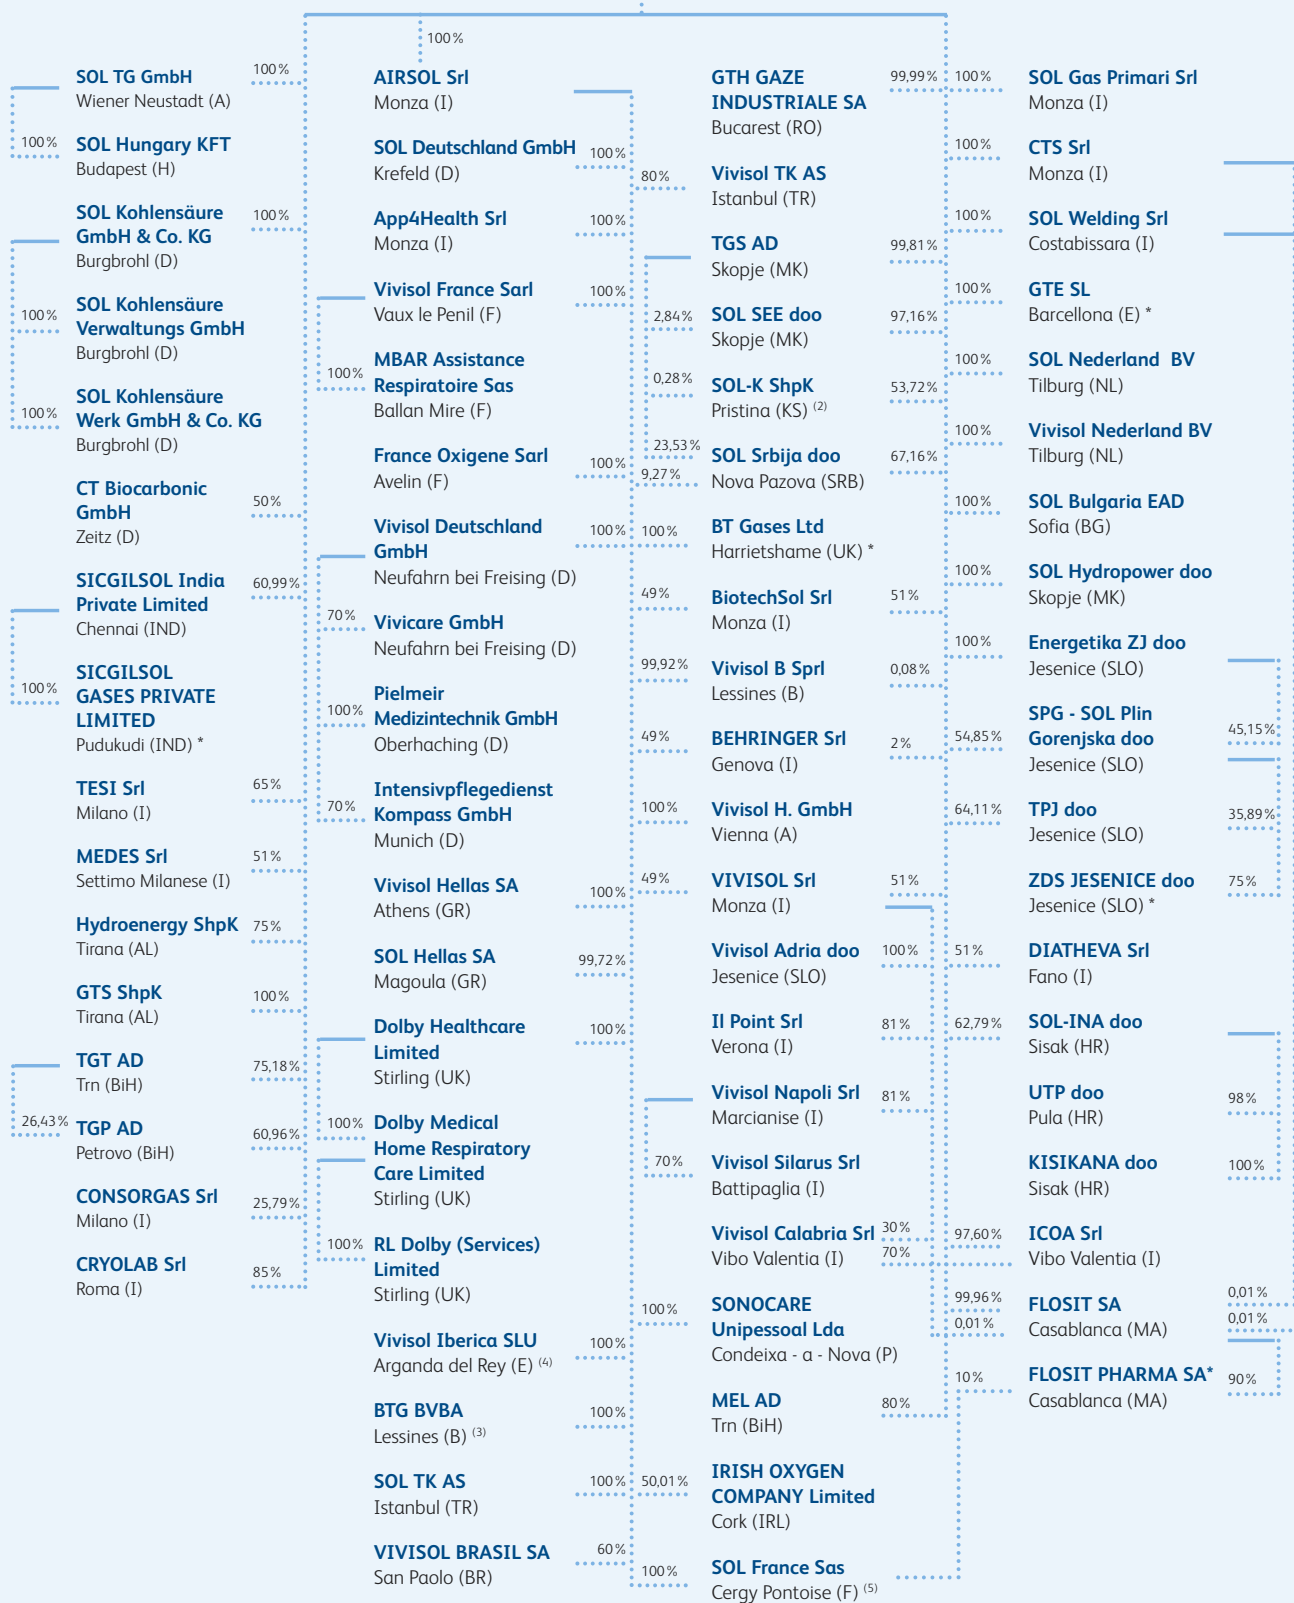 100%
SOL TG GmbH
100%
Wiener Neustadt (A)
100%
SOL Hungary KFT
Budapest (H)
SOL Kohlensäure
100%
GmbH & Co. KG
Burgbrohl (D)
SOL Kohlensäure
100%
Verwaltungs GmbH
Burgbrohl (D)
SOL Kohlensäure
100%
Werk GmbH & Co. KG
Burgbrohl (D)
CT Biocarbonic
50%
GmbH
Zeitz (D)
SICGILSOL India
60,99%
Private Limited
Chennai (IND)
SICGILSOL
100%
GASES PRIVATE
LIMITED
Pudukudi (IND) *
TESI Srl
65%
Milano (I)
MEDES Srl
51%
Settimo Milanese (I)
Hydroenergy ShpK
75%
Tirana (AL)
GTS ShpK
100%
Tirana (AL)
TGT AD
75,18%
Trn (BiH)
26,43%
TGP AD
60,96%
Petrovo (BiH)
CONSORGAS Srl
25,79%
Milano (I)
CRYOLAB Srl
85%
Roma (I)
AIRSOL Srl
Monza (I)
SOL Deutschland GmbH
100%
Krefeld (D)
App4Health Srl
100%
Monza (I)
Vivisol France Sarl
100%
Vaux le Penil (F)
MBAR Assistance
100%
Respiratoire Sas
Ballan Mire (F)
France Oxigene Sarl
100%
Avelin (F)
Vivisol Deutschland
100%
GmbH
Neufahrn bei Freising (D)
70%
Vivicare GmbH
Neufahrn bei Freising (D)
Pielmeir
100%
Medizintechnik GmbH
Oberhaching (D)
Intensivpflegedienst
70%
Kompass GmbH
Munich (D)
Vivisol Hellas SA
100%
Athens (GR)
SOL Hellas SA
99,72%
Magoula (GR)
Dolby Healthcare
100%
Limited
Stirling (UK)
100%
Dolby Medical
Home Respiratory
Care Limited
Stirling (UK)
100%
RL Dolby (Services)
Limited
Stirling (UK)
Vivisol Iberica SLU
100%
Arganda del Rey (E) (4)
BTG BVBA
100%
Lessines (B) (3)
SOL TK AS
100%
Istanbul (TR)
VIVISOL BRASIL SA
60%
San Paolo (BR)
GTH GAZE
99,99%
INDUSTRIALE SA
Bucarest (RO)
80%
Vivisol TK AS
Istanbul (TR)
TGS AD
99,81%
Skopje (MK)
2,84%
SOL SEE doo
97,16%
Skopje (MK)
0,28%
SOL-K ShpK
53,72%
Pristina (KS) (2)
23,53%
SOL Srbija doo
67,16%
9,27%
Nova Pazova (SRB)
100%
BT Gases Ltd
Harrietshame (UK) *
49%
BiotechSol Srl
51%
Monza (I)
99,92%
Vivisol B Sprl
0,08%
Lessines (B)
49%
BEHRINGER Srl
2%
Genova (I)
100%
Vivisol H. GmbH
Vienna (A)
49%
VIVISOL Srl
51%
Monza (I)
Vivisol Adria doo
100%
Jesenice (SLO)
Il Point Srl
81%
Verona (I)
Vivisol Napoli Srl
81%
Marcianise (I)
70%
Vivisol Silarus Srl
Battipaglia (I)
Vivisol Calabria Srl
30%
Vibo Valentia (I)
70%
100%
SONOCARE
Unipessoal Lda
Condeixa - a - Nova (P)
MEL AD
80%
Trn (BiH)
50,01%
IRISH OXYGEN
COMPANY Limited
Cork (IRL)
100%
SOL France Sas
Cergy Pontoise (F) (5)
100%
SOL Gas Primari Srl
Monza (I)
100%
CTS Srl
Monza (I)
100%
SOL Welding Srl
Costabissara (I)
100%
GTE SL
Barcellona (E) *
100%
SOL Nederland BV
Tilburg (NL)
100%
Vivisol Nederland BV
Tilburg (NL)
100%
SOL Bulgaria EAD
Sofia (BG)
100%
SOL Hydropower doo
Skopje (MK)
100%
Energetika ZJ doo
Jesenice (SLO)
54,85%
SPG - SOL Plin
45,15%
Gorenjska doo
Jesenice (SLO)
64,11%
TPJ doo
35,89%
Jesenice (SLO)
ZDS JESENICE doo
75%
Jesenice (SLO) *
51%
DIATHEVA Srl
Fano (I)
62,79%
SOL-INA doo
Sisak (HR)
UTP doo
98%
Pula (HR)
KISIKANA doo
100%
Sisak (HR)
97,60%
ICOA Srl
Vibo Valentia (I)
99,96%
FLOSIT SA
0,01%
0,01%
Casablanca (MA)
0,01%
10%
FLOSIT PHARMA SA*
90%
Casablanca (MA)